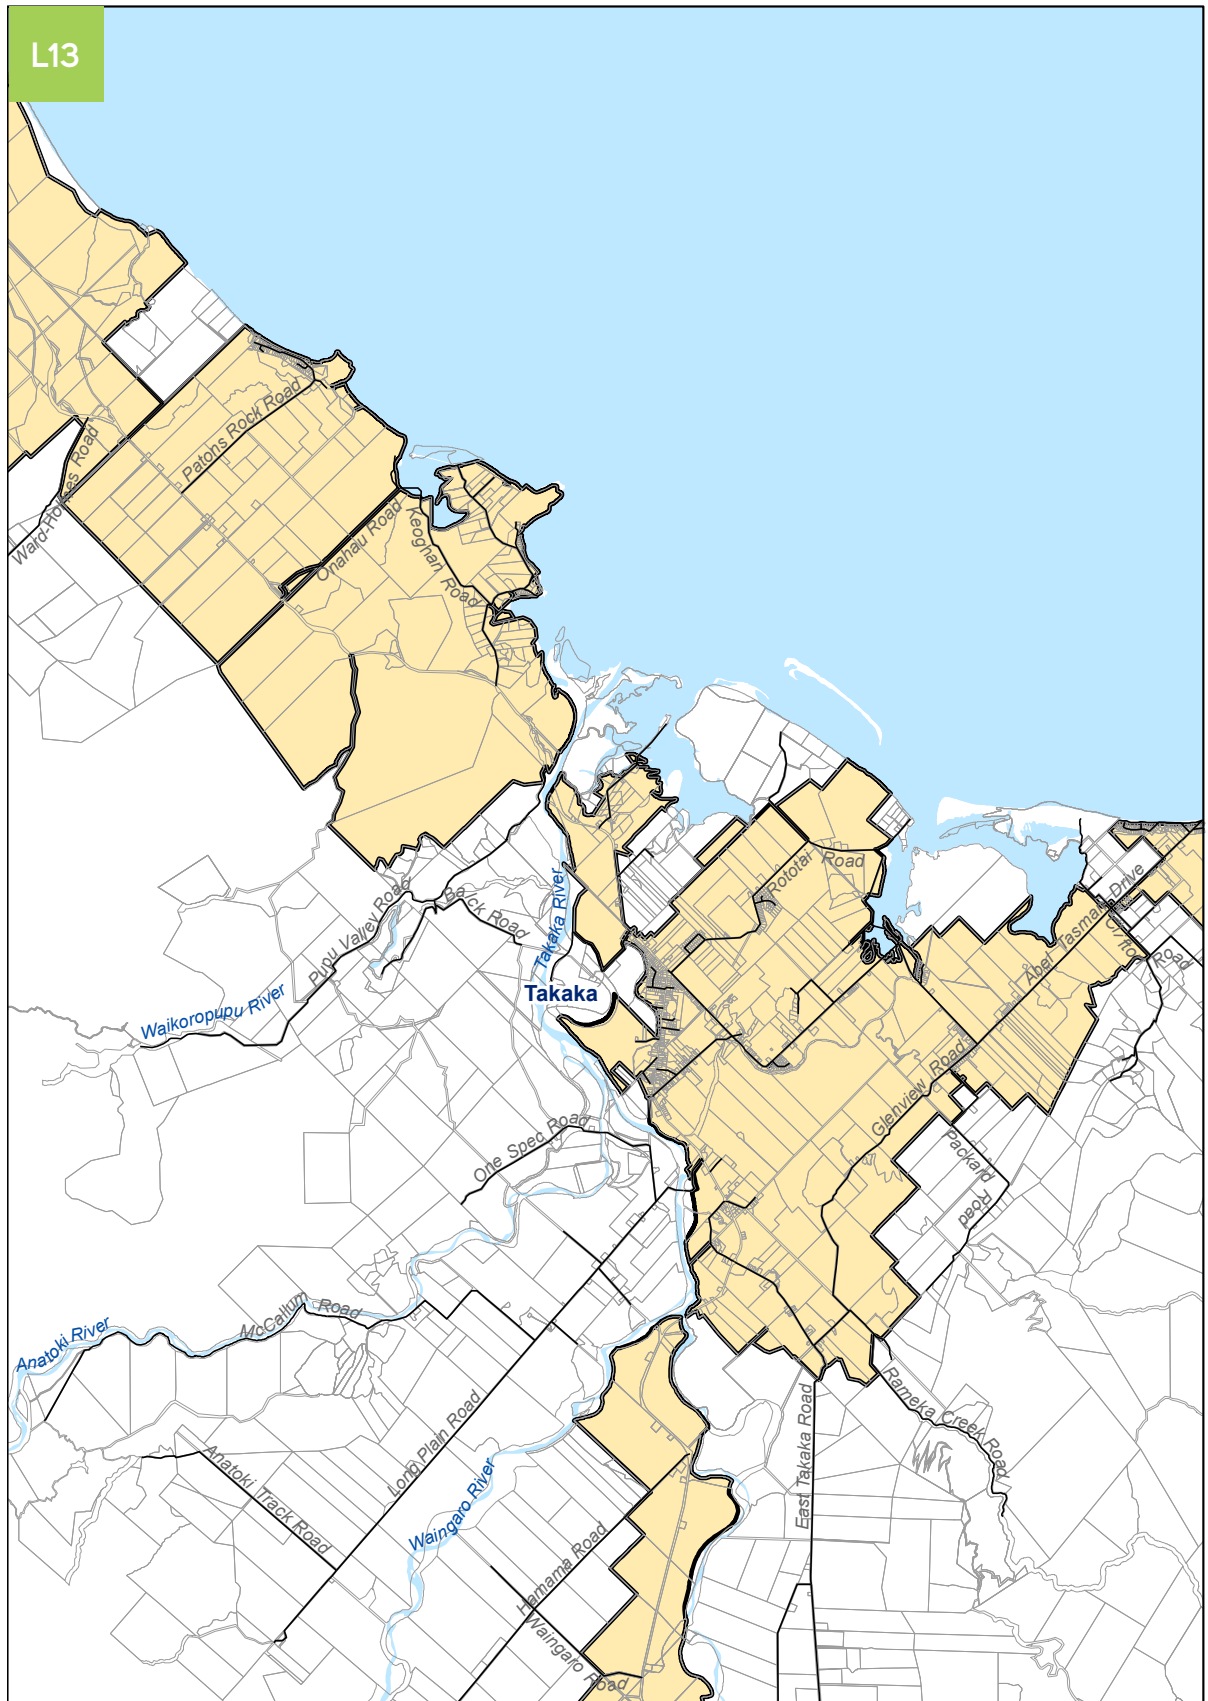 L13
Patons Rock Road
Ward-Holmes Road
Onahau Road
Keoghan Road
Rototai Road
Abel Tasman Drive
Clifton Road
Pupu Valley Road
Back Road
Takaka River
Takaka
Waikoropupu River
Glenview Road
Packard Road
One Spec Road
McCallum Road
Anatoki River
Rameka Creek Road
East Takaka Road
Long Plain Road
Anatoki Track Road
Waingaro River
Hamama Road
Waingaro Road